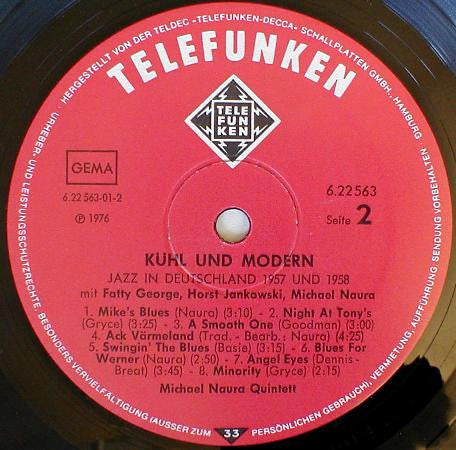 HERGESTELLT VON DER TELDEC »TELEFUNKEN-DECCA« SCHALLPLATTEN GMBH., HAMBURG
URHEBER- UND LEISTUNGSSCHUTZRECHTE, BESONDERS VERVIELFÄLTIGUNG (AUSSER ZUM
PERSÖNLICHEN GEBRAUCH), VERMIETUNG, AUFFÜHRUNG, SENDUNG VORBEHALTEN
TELEFUNKEN
TELE
FUN
KEN
GEMA
6.22 563-01-2
℗ 1976
6.22 563
Seite 2
KÜHL UND MODERN
JAZZ IN DEUTSCHLAND 1957 UND 1958
mit Fatty George, Horst Jankowski, Michael Naura
1. Mike's Blues (Naura) (3:10) - 2. Night At Tony's
(Gryce) (3:25) - 3. A Smooth One (Goodman) (3:00)
4. Ack Värmeland (Trad. - Bearb.: Naura) (4:25)
5. Swingin' The Blues (Basie) (3:15) - 6. Blues For
Werner (Naura) (2:50) - 7. Angel Eyes (Dennis -
Breat) (3:45) - 8. Minority (Gryce) (2:15)
Michael Naura Quintett
33